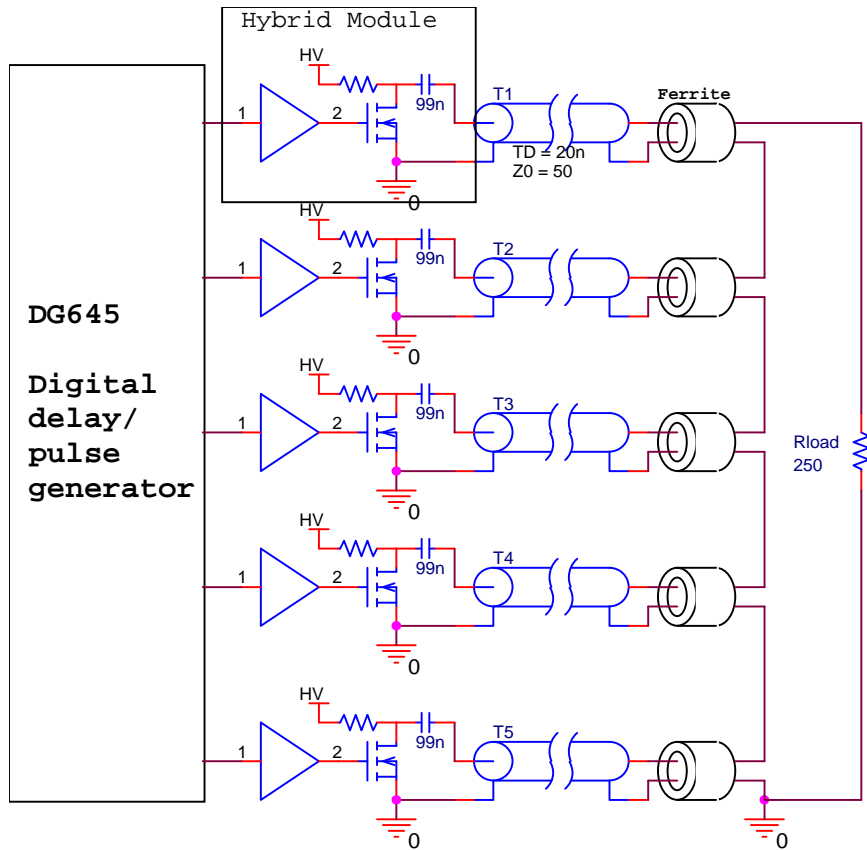 Hybrid Module
HV
1
2
99n
T1
TD = 20n
Z0 = 50
Ferrite
0
HV
1
2
99n
T2
0
DG645
Digital
delay/
pulse
generator
HV
1
2
99n
T3
0
Rload
250
HV
1
2
99n
T4
0
HV
1
2
99n
T5
0
0